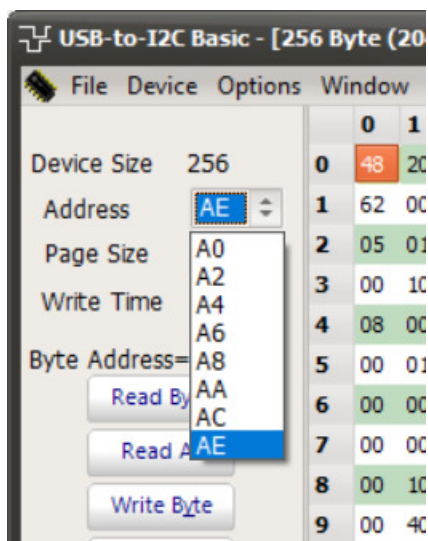 USB-to-I2C Basic - [256 Byte (20
File Device Options Window
0 1
Device Size 256 0 48 20
Address AE 1 62 00
Page Size A0 2 05 01
A2
Write Time A4 3 00 10
A6 4 08 00
Byte Address= A8 5 00 01
Read By AA 6 00 00
AC
Read A AE 7 00 00
Write Byte 8 00 10
9 00 40